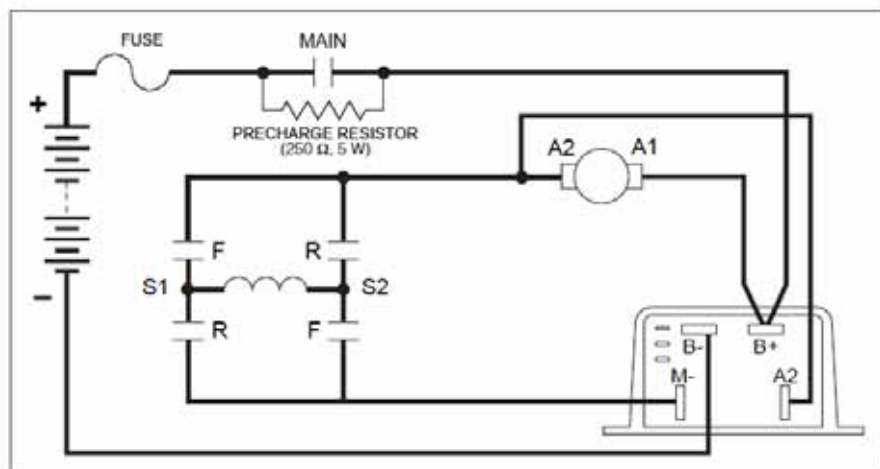 FUSE
MAIN
+
PRECHARGE RESISTOR
(250 Ω, 5 W)
A2
A1
F
R
S1
S2
R
F
-
B-
B+
M-
A2